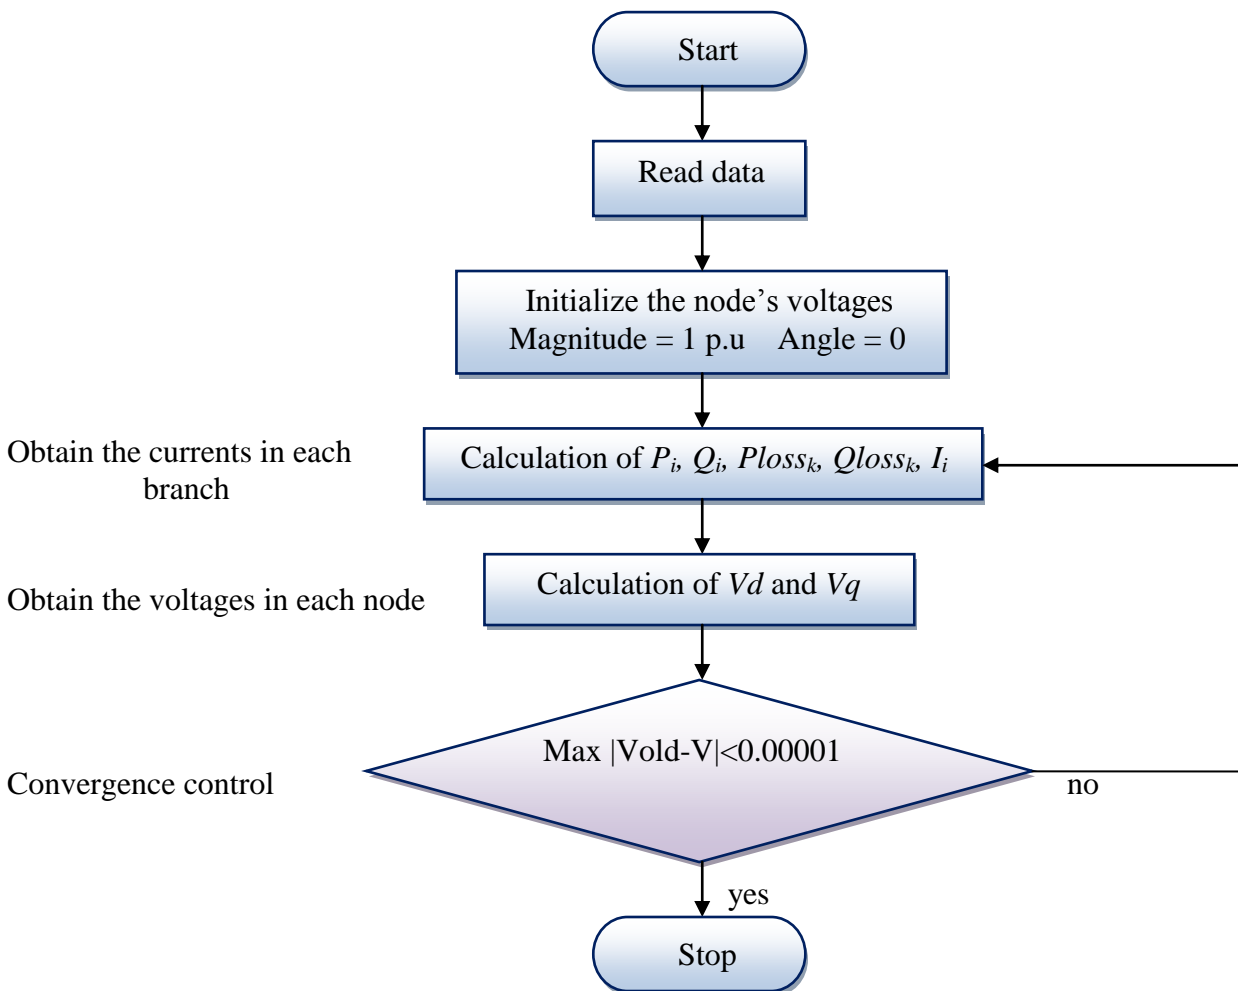 Start
Read data
Initialize the node’s voltages
Magnitude = 1 p.u Angle = 0
Obtain the currents in each
branch
Calculation of Pi, Qi, Plossk, Qlossk, Ii
Calculation of Vd and Vq
Obtain the voltages in each node
Max |Vold-V|<0.00001
Convergence control
no
yes
Stop